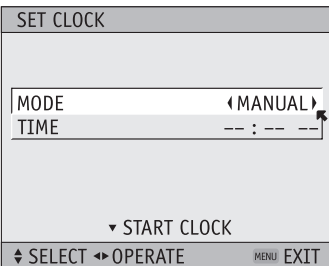 SET CLOCK
MODE ◂MANUAL▸
TIME --:-- --
▾ START CLOCK
SELECT ◂▸OPERATE MENU EXIT